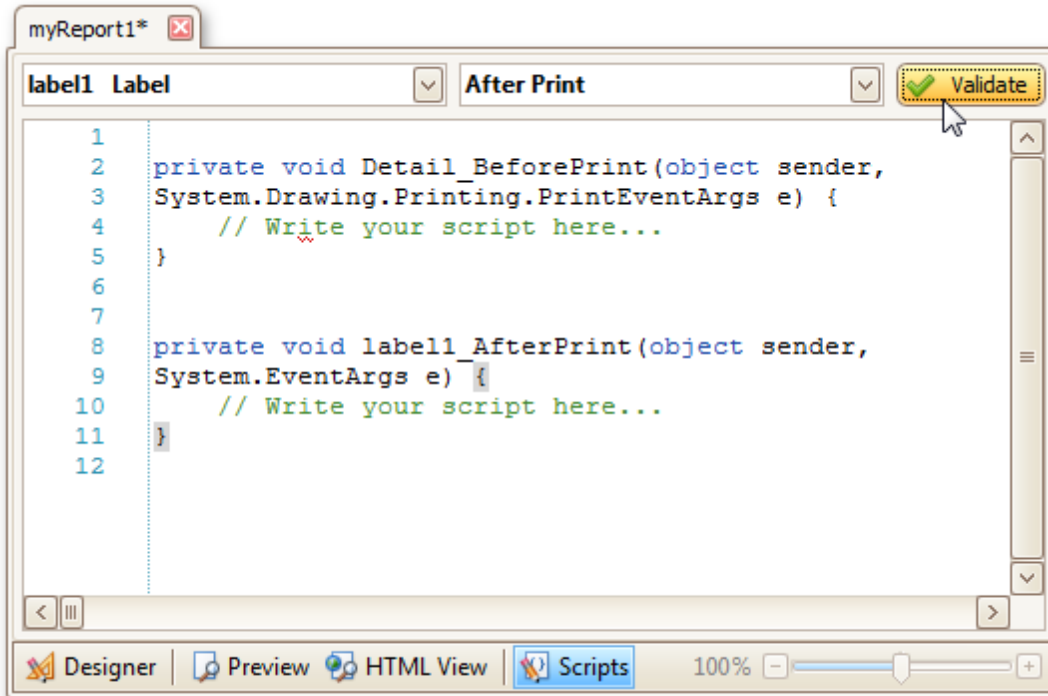 myReport1*
label1 Label After Print Validate
1
2 private void Detail_BeforePrint(object sender,
3 System.Drawing.Printing.PrintEventArgs e) {
4 // Write your script here...
5 }
6
7
8 private void label1_AfterPrint(object sender,
9 System.EventArgs e) {
10 // Write your script here...
11 }
12
Designer Preview HTML View Scripts 100%